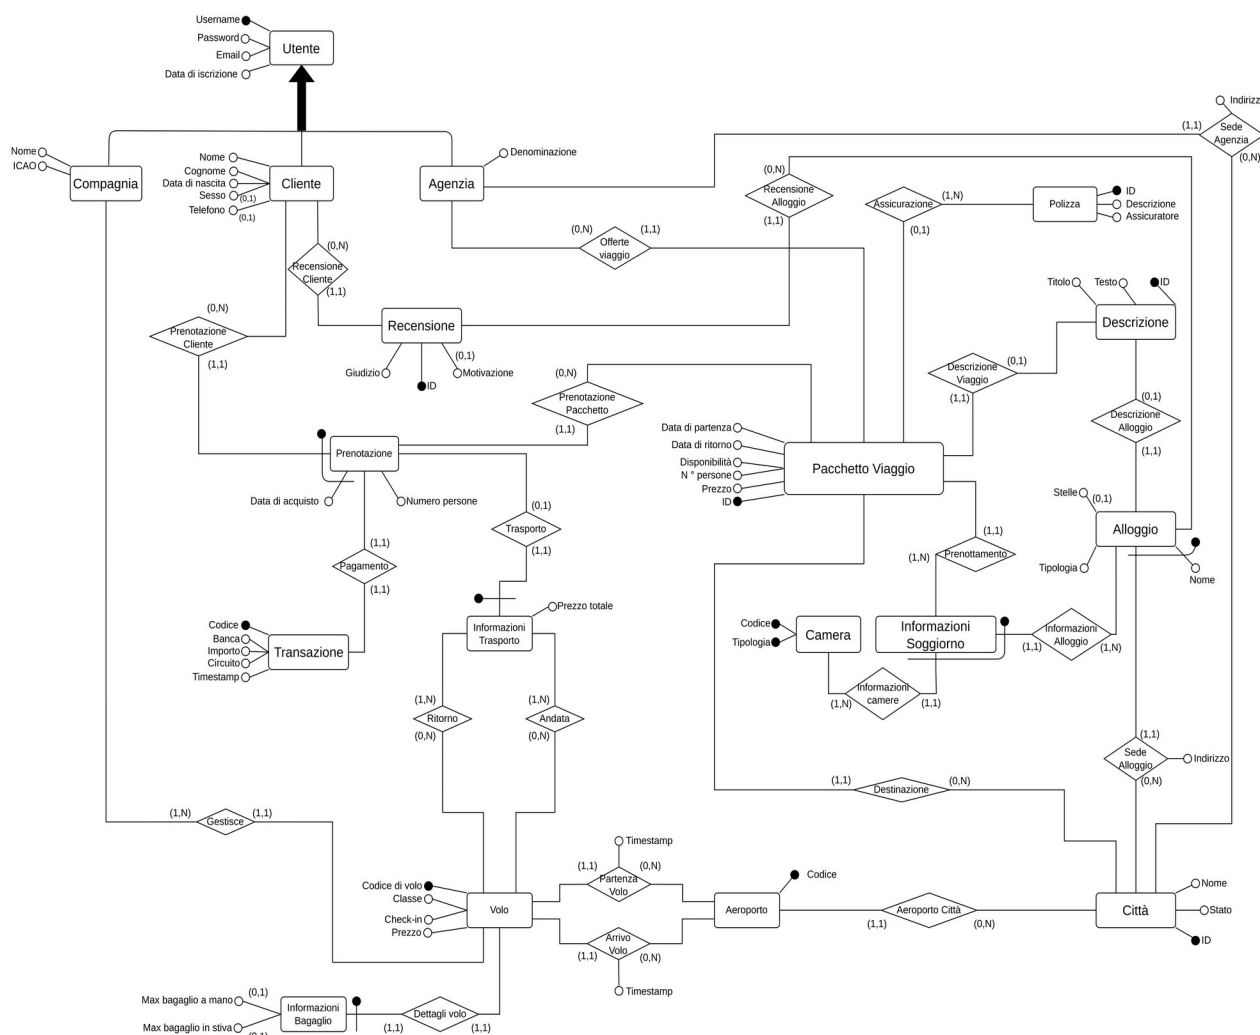 Username
Password
Email
Data di iscrizione
Utente
Nome
ICAO
Compagnia
Nome
Cognome
Data di nascita
Sesso
(0,1)
Telefono
(0,1)
Cliente
Denominazione
Agenzia
Indirizz
(1,1)
Sede
Agenzia
(0,N)
(0,N)
Recensione
Alloggio
(1,1)
Assicurazione
(1,N)
(0,1)
Polizza
ID
Descrizione
Assicuratore
(0,N)
(1,1)
Offerte
viaggio
(0,N)
Recensione
Cliente
(1,1)
Titolo
Testo
ID
Descrizione
(0,N)
Prenotazione
Cliente
(1,1)
Recensione
Giudizio
ID
(0,1)
Motivazione
(0,N)
Prenotazione
Pacchetto
(1,1)
(0,1)
Descrizione
Viaggio
(1,1)
(0,1)
Descrizione
Alloggio
(1,1)
Data di partenza
Data di ritorno
Disponibilità
N ° persone
Prezzo
ID
Pacchetto Viaggio
Prenotazione
Data di acquisto
Numero persone
(0,1)
Trasporto
(1,1)
Stelle
(0,1)
Alloggio
Tipologia
Nome
(1,1)
Pagamento
(1,1)
(1,1)
(1,N)
Prenottamento
Prezzo totale
Informazioni
Trasporto
Codice
Banca
Importo
Circuito
Timestamp
Transazione
Codice
Tipologia
Camera
Informazioni
Soggiorno
(1,1)
Informazioni
Alloggio
(1,N)
(1,N)
Informazioni
camere
(1,1)
(1,N)
Ritorno
(0,N)
(1,N)
Andata
(0,N)
(1,1)
Sede
Alloggio
(0,N)
Indirizzo
(1,1)
Destinazione
(0,N)
(1,N)
Gestisce
(1,1)
Timestamp
(1,1)
(0,N)
Partenza
Volo
Codice di volo
Classe
Check-in
Prezzo
Volo
Codice
Aeroporto
(1,1)
Aeroporto Città
(0,N)
Nome
Stato
ID
Città
Arrivo
Volo
(1,1)
(0,N)
Timestamp
Max bagaglio a mano
(0,1)
Max bagaglio in stiva
(0,1)
Informazioni
Bagaglio
(1,1)
Dettagli volo
(1,1)